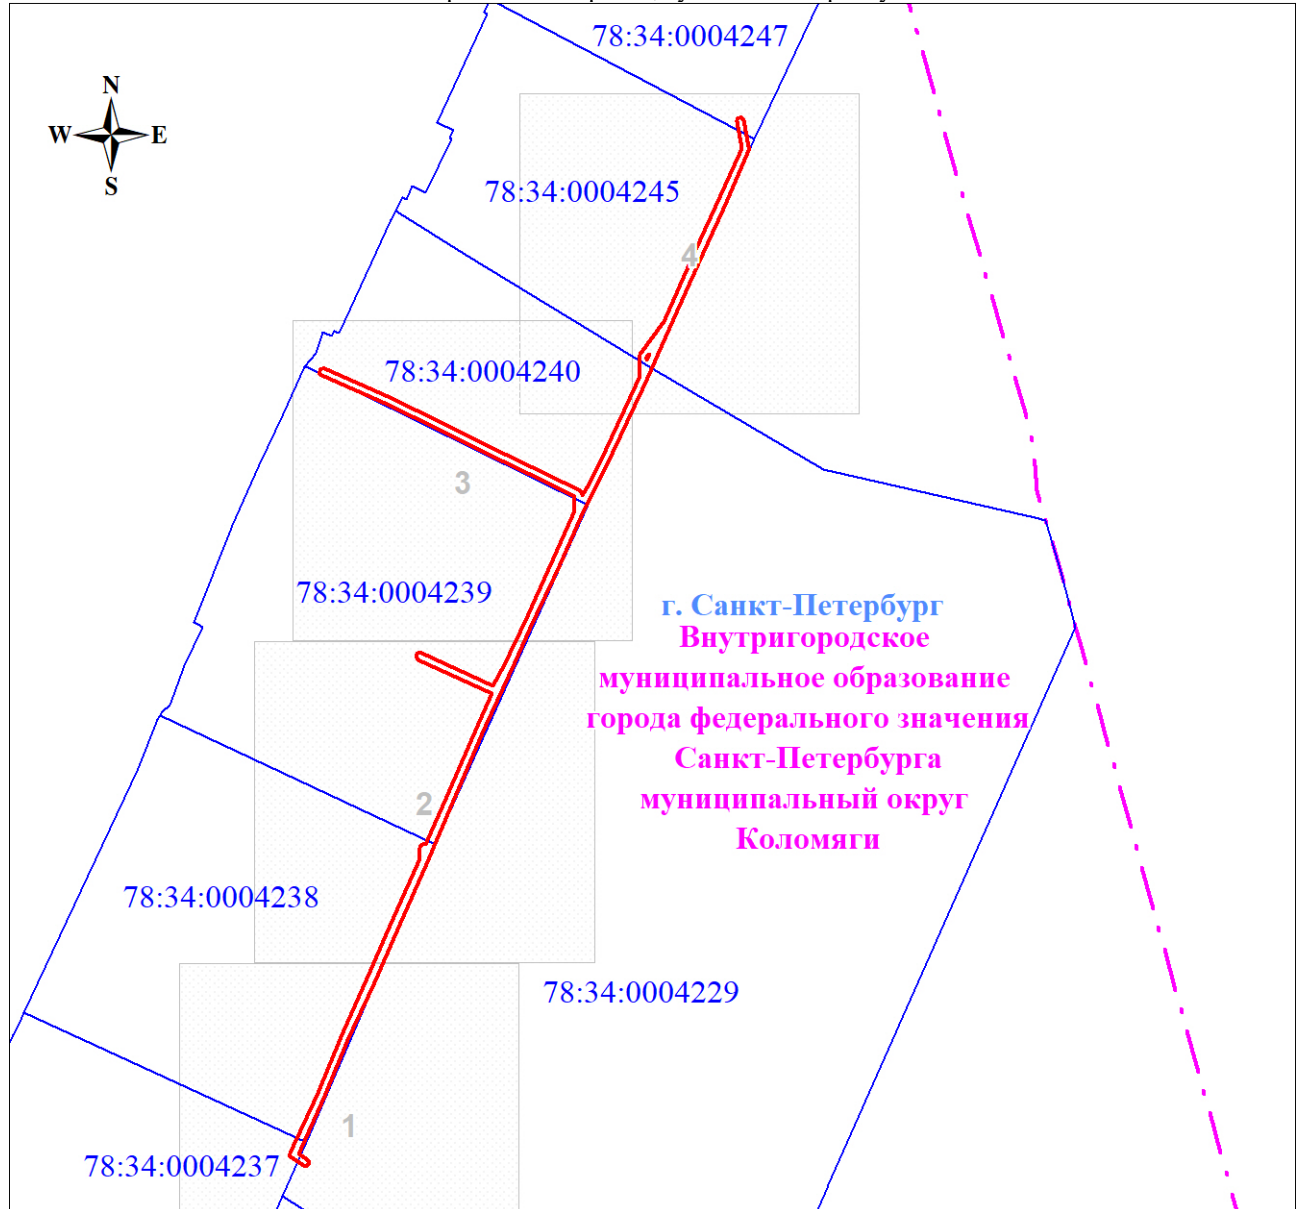 78:34:0004247
N
W
E
S
78:34:0004245
4
78:34:0004240
3
78:34:0004239
г. Санкт-Петербург
Внутригородское
муниципальное образование
города федерального значения
Санкт-Петербурга
муниципальный округ
Коломяги
2
78:34:0004238
78:34:0004229
1
78:34:0004237